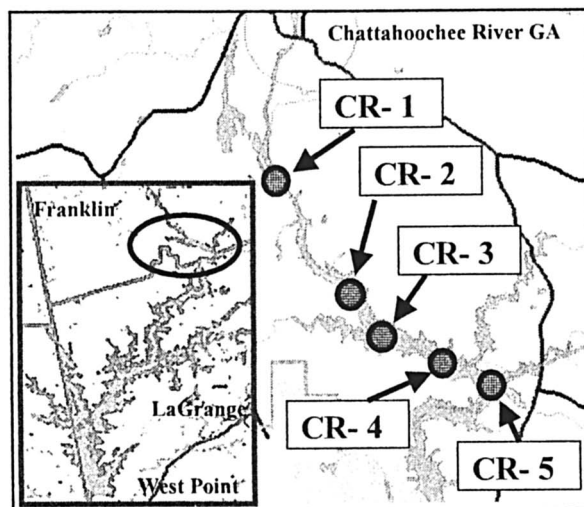 Chattahoochee River GA
CR- 1
CR- 2
CR- 3
CR- 4
CR- 5
Franklin
LaGrange
West Point